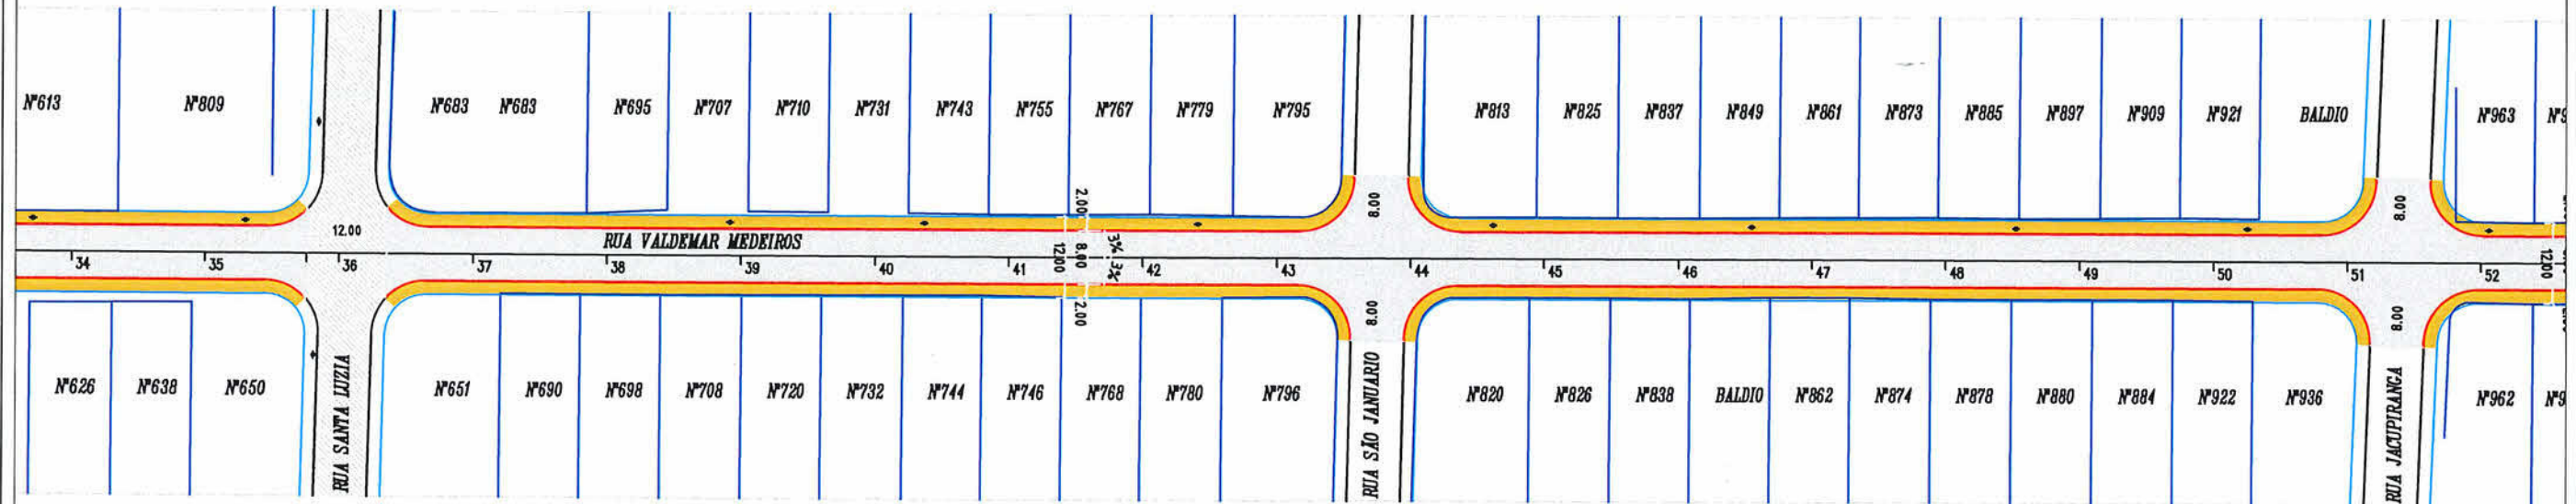 Nº613 Nº809 Nº683 Nº683 Nº695 Nº707 Nº710 Nº731 Nº743 Nº755 Nº767 Nº779 Nº795 Nº813 Nº825 Nº837 Nº849 Nº861 Nº873 Nº885 Nº897 Nº909 Nº921 BALDIO Nº963
2.00
8.00
8.00
12.00
RUA VALDEMAR MEDEIROS
12.00 8.00 3% 3%
12.00
34 35 36 37 38 39 40 41 42 43 44 45 46 47 48 49 50 51 52
2.00
8.00
8.00
Nº626 Nº638 Nº650 Nº651 Nº690 Nº698 Nº708 Nº720 Nº732 Nº744 Nº746 Nº768 Nº780 Nº796 Nº820 Nº826 Nº838 BALDIO Nº862 Nº874 Nº878 Nº880 Nº884 Nº922 Nº936 Nº962
RUA SANTA LUZIA
RUA SÃO JANUARIO
RUA JACUPIRANGA